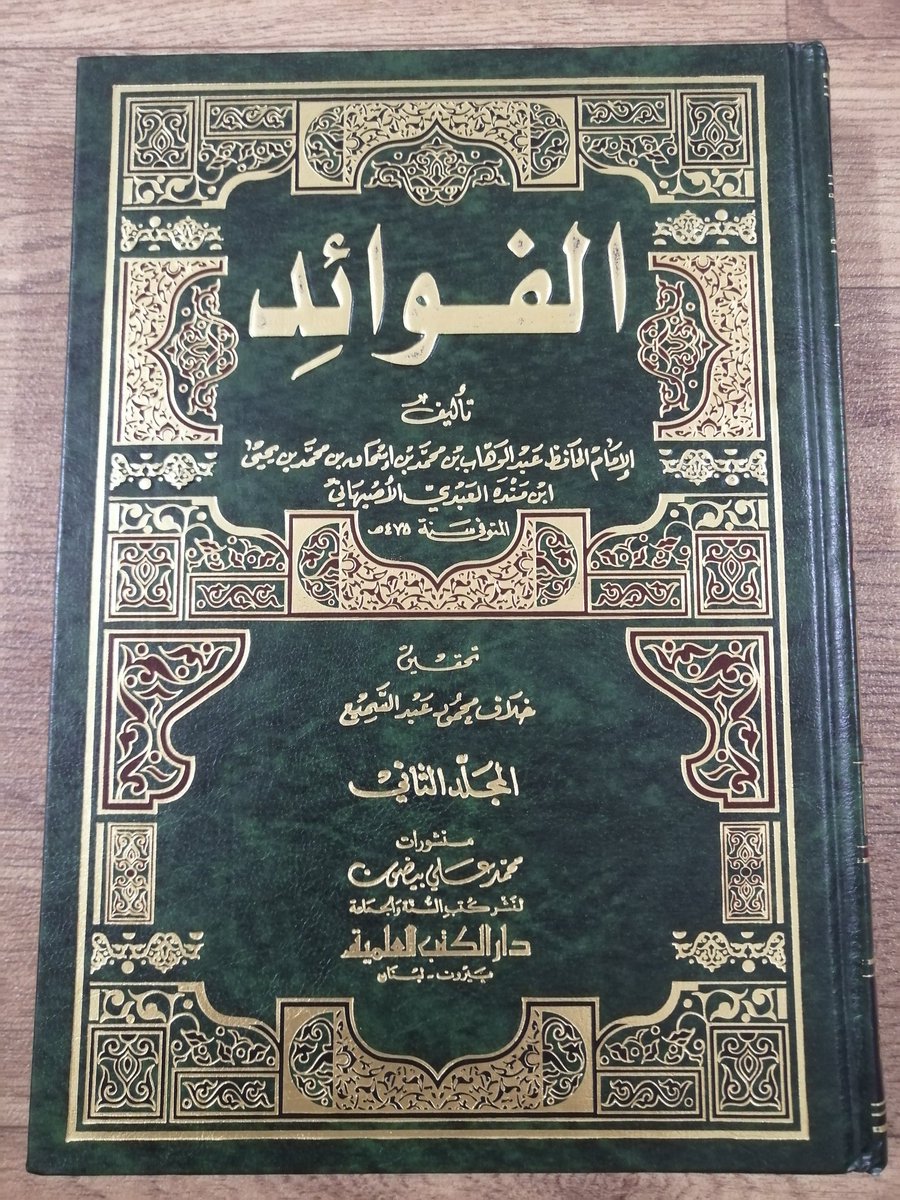 الفوائِد
تأليف
الإمام الحافظ عبد الوهاب بن محمد بن إسحاق بن محمد بن يحيى
ابن منده العبدي الأصبهاني
المتوفى سنة ٤٧٥هـ
تحقيق
خلاف محمود عبد السميع
المجلد الثاني
منشورات
محمد علي بيضون
لنشر كتب السنة والجماعة
دار الكتب العلمية
بيروت - لبنان